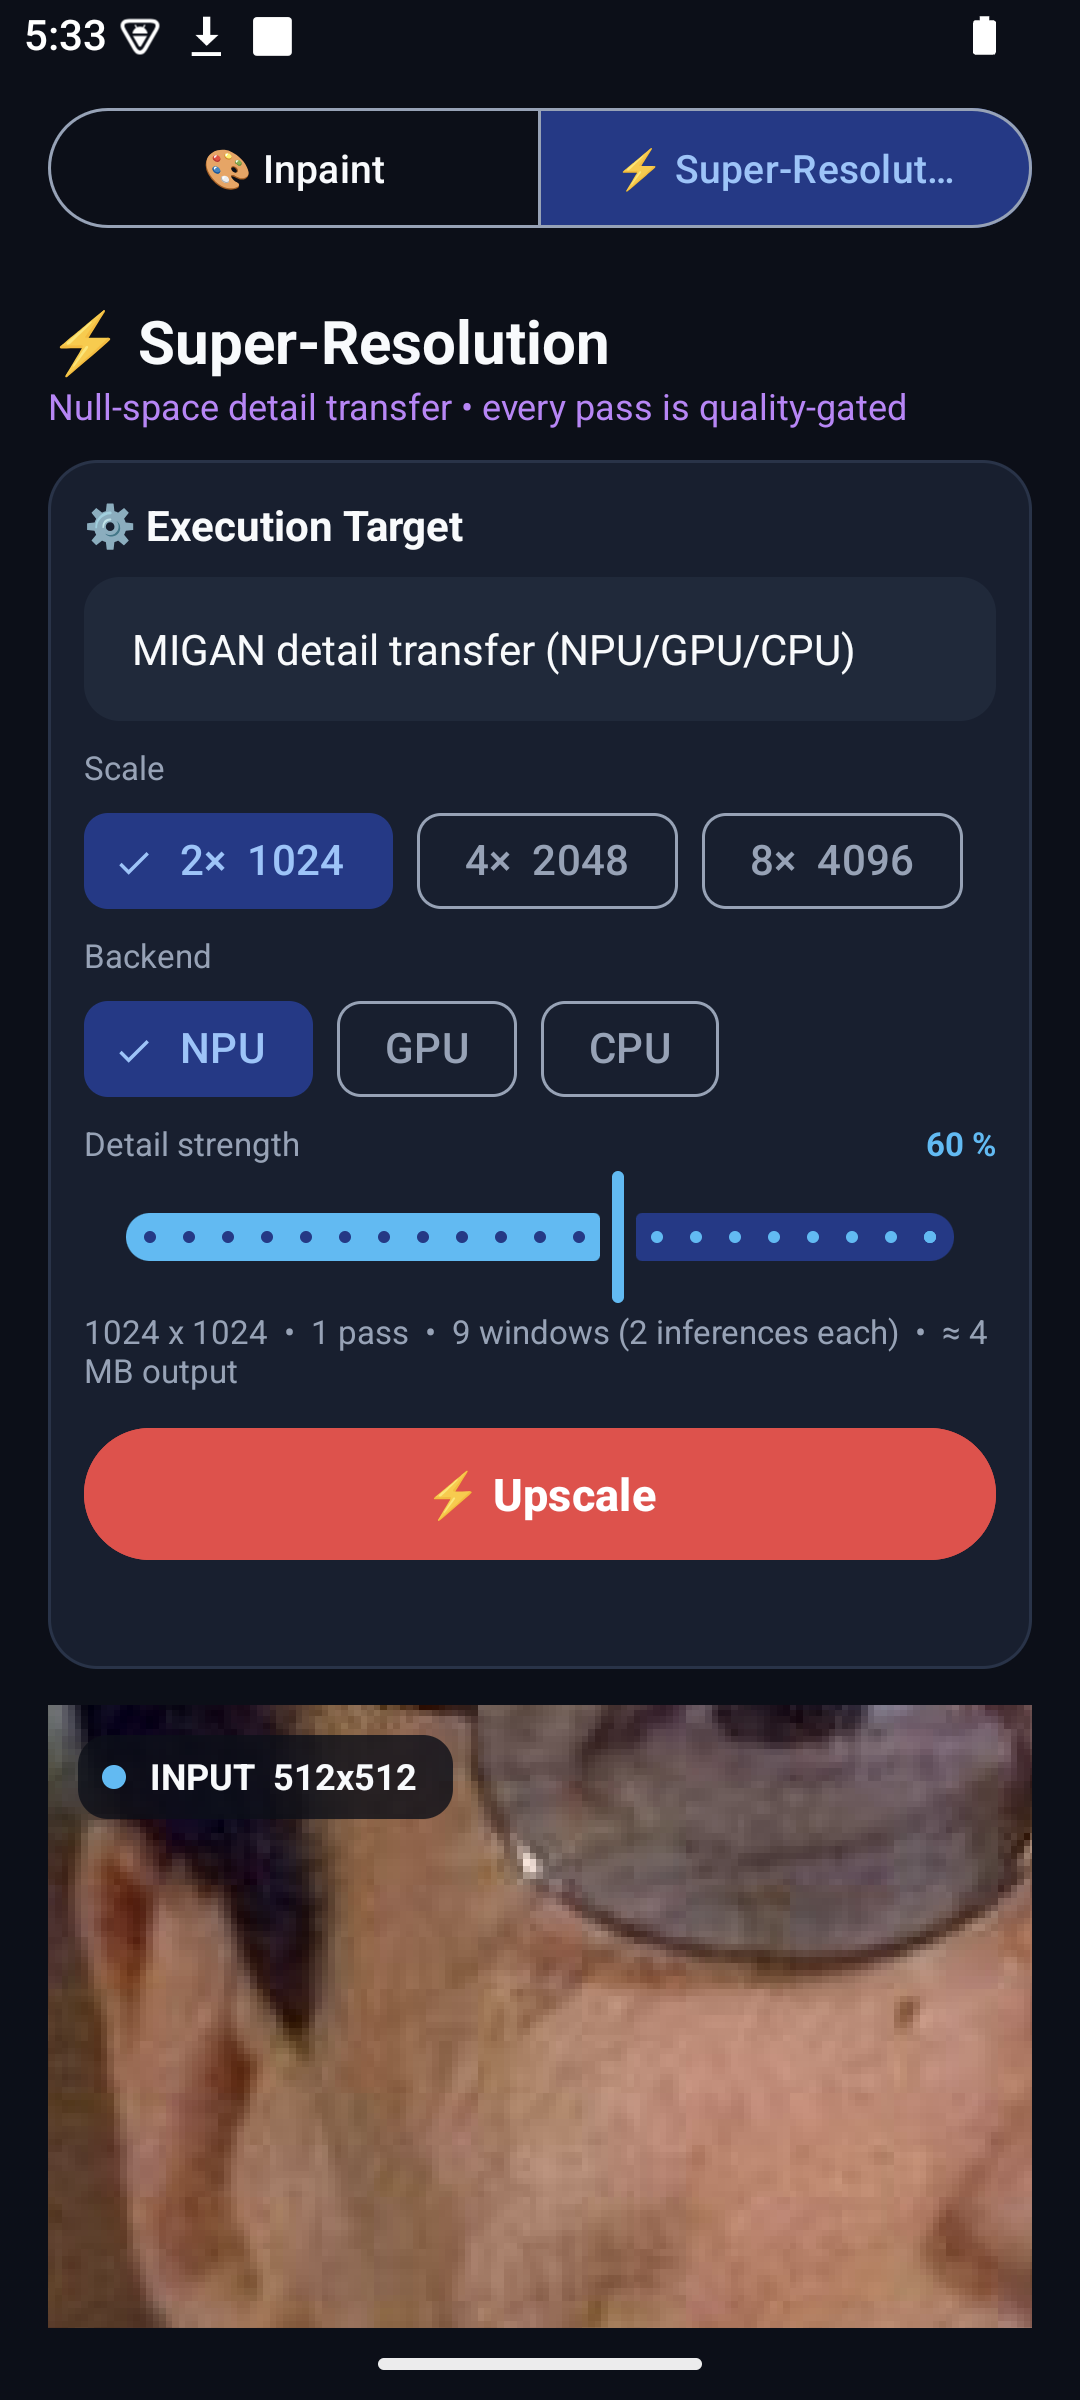 5:33
🎨 Inpaint
⚡ Super-Resolut…
⚡ Super-Resolution
Null-space detail transfer • every pass is quality-gated
⚙️ Execution Target
MIGAN detail transfer (NPU/GPU/CPU)
Scale
✓ 2× 1024
4× 2048
8× 4096
Backend
✓ NPU
GPU
CPU
Detail strength
60 %
1024 x 1024 • 1 pass • 9 windows (2 inferences each) • ≈ 4
MB output
⚡ Upscale
INPUT 512x512